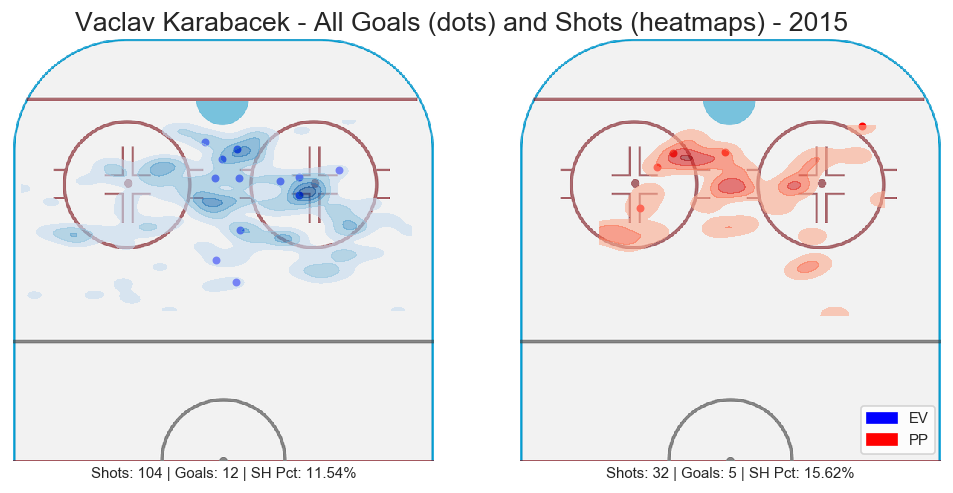 Vaclav Karabacek - All Goals (dots) and Shots (heatmaps) - 2015
EV
PP
Shots: 104 | Goals: 12 | SH Pct: 11.54%
Shots: 32 | Goals: 5 | SH Pct: 15.62%